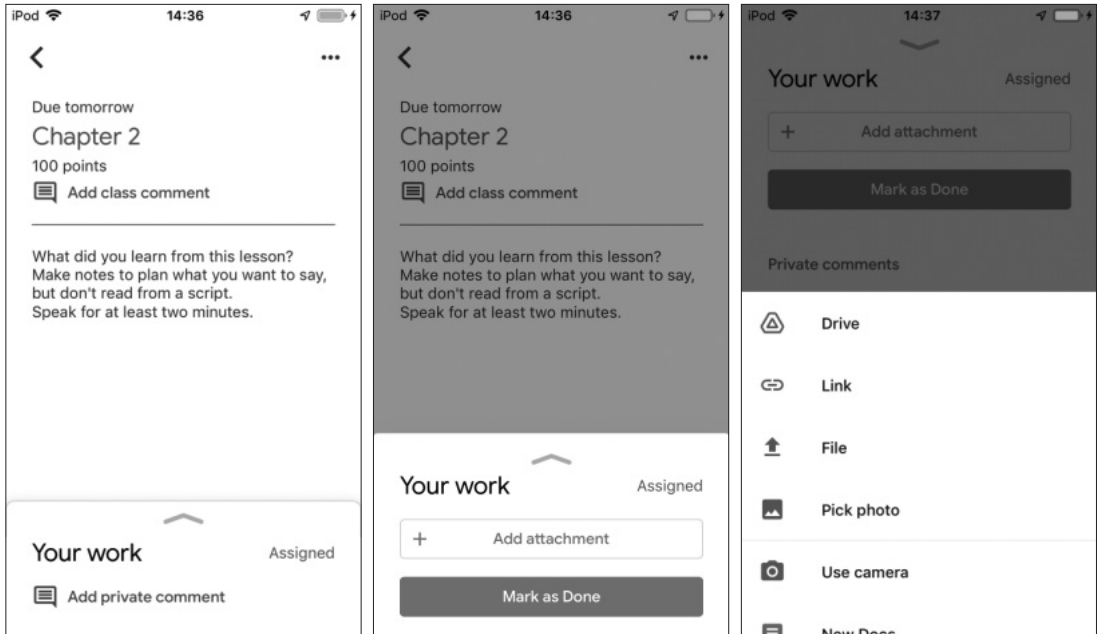 iPod 14:36
Due tomorrow
Chapter 2
100 points
Add class comment
What did you learn from this lesson?
Make notes to plan what you want to say,
but don't read from a script.
Speak for at least two minutes.
Your work Assigned
Add private comment
iPod 14:36
Due tomorrow
Chapter 2
100 points
Add class comment
What did you learn from this lesson?
Make notes to plan what you want to say,
but don't read from a script.
Speak for at least two minutes.
Your work Assigned
+ Add attachment
Mark as Done
iPod 14:37
Your work Assigned
+ Add attachment
Mark as Done
Private comments
Drive
Link
File
Pick photo
Use camera
New Docs